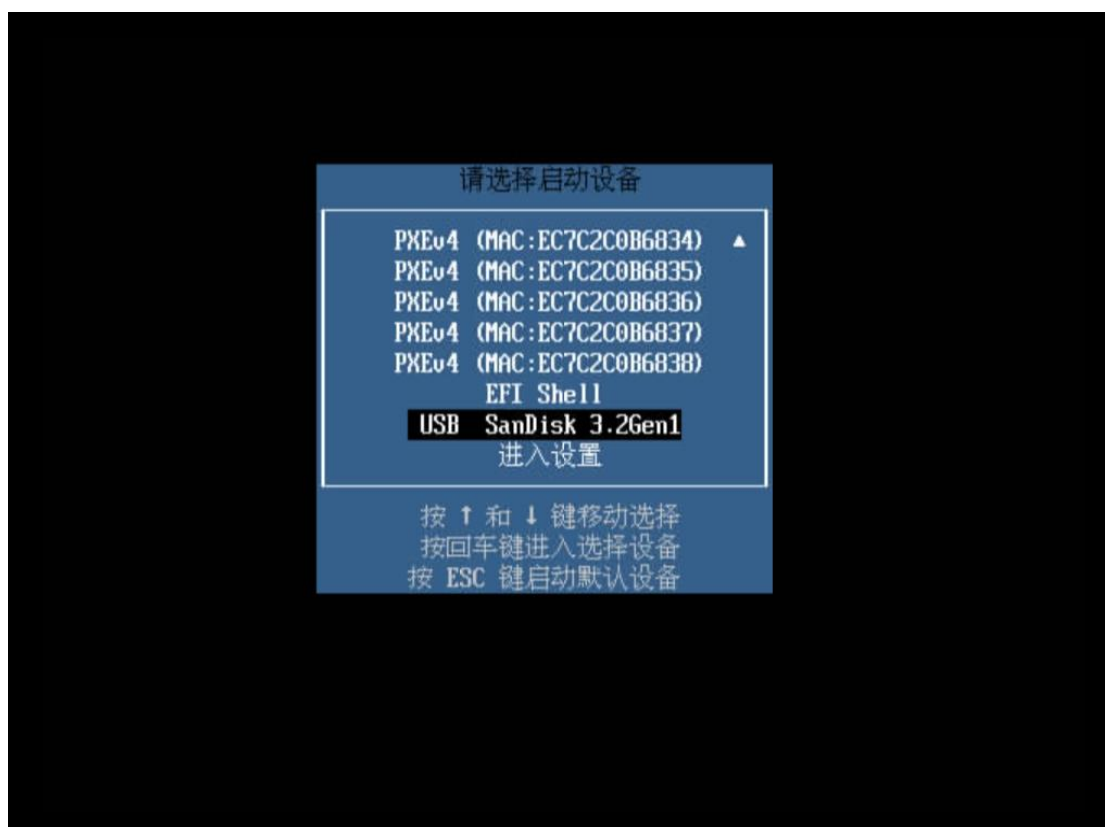 请选择启动设备
PXEv4 (MAC:EC7C2C0B6834) ▲
PXEv4 (MAC:EC7C2C0B6835)
PXEv4 (MAC:EC7C2C0B6836)
PXEv4 (MAC:EC7C2C0B6837)
PXEv4 (MAC:EC7C2C0B6838)
EFI Shell
USB SanDisk 3.2Gen1
进入设置
按 ↑ 和 ↓ 键移动选择
按回车键进入选择设备
按 ESC 键启动默认设备